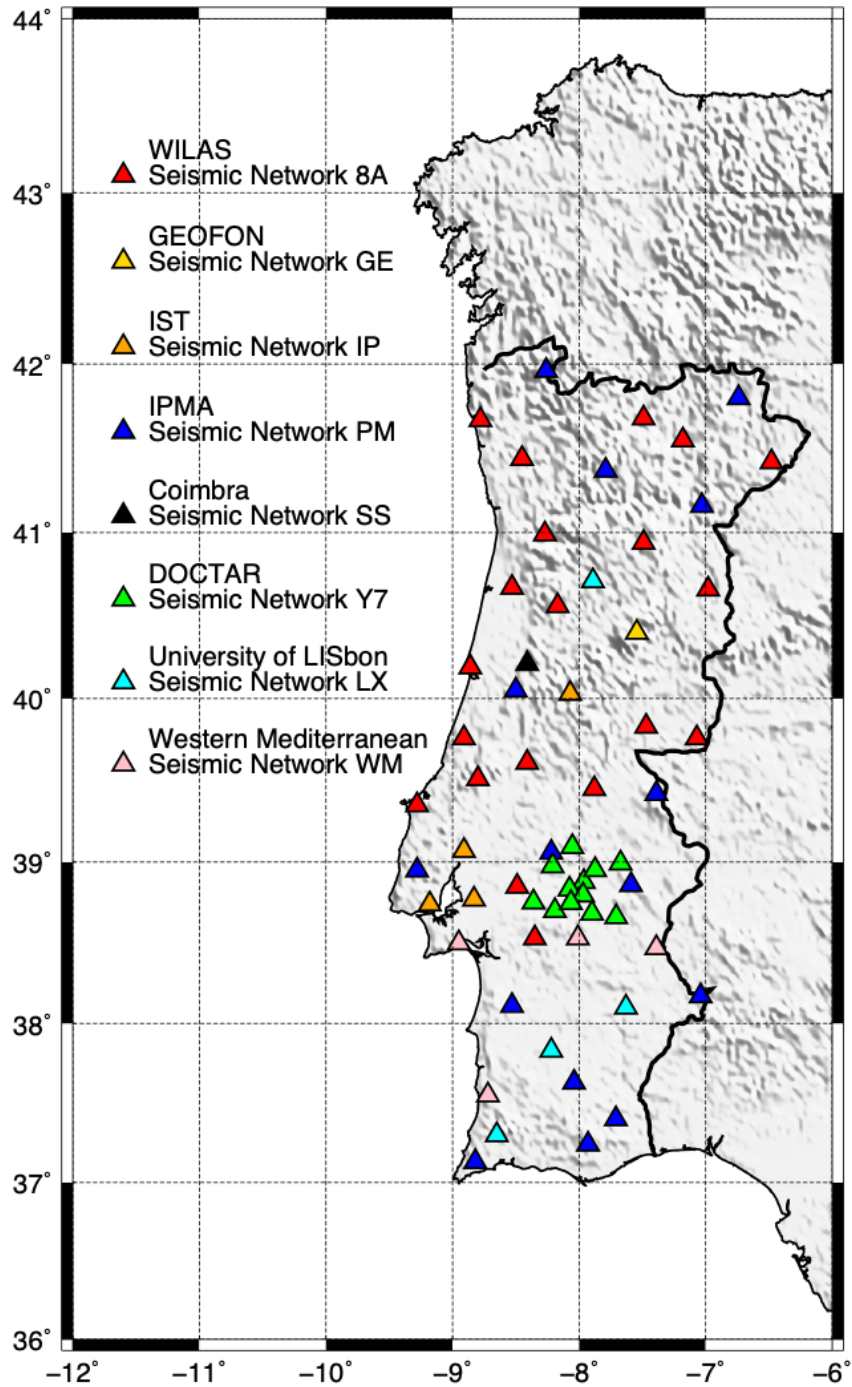 44°
WILAS
Seismic Network 8A
43°
GEOFON
Seismic Network GE
IST
Seismic Network IP
42°
IPMA
Seismic Network PM
Coimbra
Seismic Network SS
41°
DOCTAR
Seismic Network Y7
University of LISbon
Seismic Network LX
40°
Western Mediterranean
Seismic Network WM
39°
38°
37°
36°
−12° −11° −10° −9° −8° −7° −6°